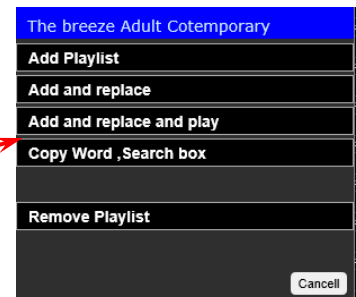 The breeze Adult Cotemporary
Add Playlist
Add and replace
Add and replace and play
Copy Word ,Search box
Remove Playlist
Cancell